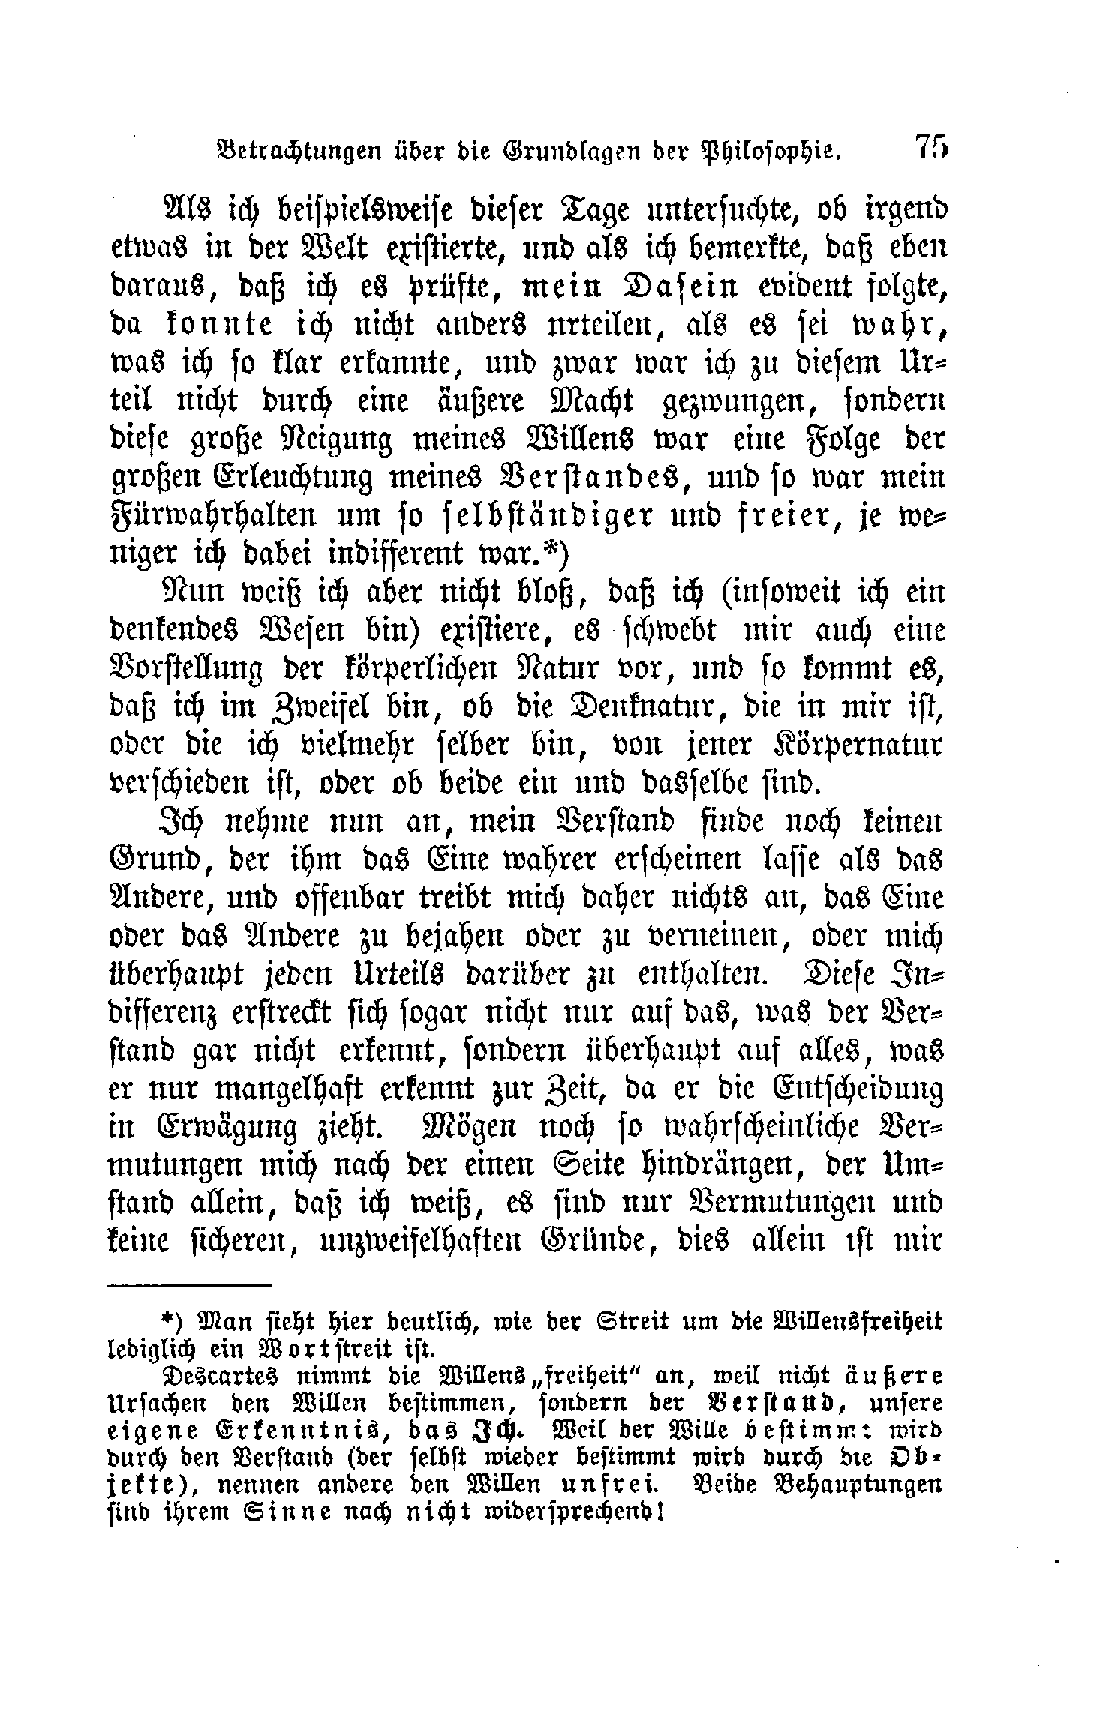 Betrachtungen über die Grundlagen der Philosophie. 75
Als ich beispielsweise dieser Tage untersuchte, ob irgend
etwas in der Welt existierte, und als ich bemerkte, daß eben
daraus, daß ich es prüfte, mein Dasein evident folgte,
da konnte ich nicht anders urteilen, als es sei wahr,
was ich so klar erkannte, und zwar war ich zu diesem Ur-
teil nicht durch eine äußere Macht gezwungen, sondern
diese große Neigung meines Willens war eine Folge der
großen Erleuchtung meines Verstandes, und so war mein
Fürwahrhalten um so selbständiger und freier, je we-
niger ich dabei indifferent war.*)
Nun weiß ich aber nicht bloß, daß ich (insoweit ich ein
denkendes Wesen bin) existiere, es schwebt mir auch eine
Vorstellung der körperlichen Natur vor, und so kommt es,
daß ich im Zweifel bin, ob die Denknatur, die in mir ist,
oder die ich vielmehr selber bin, von jener Körpernatur
verschieden ist, oder ob beide ein und dasselbe sind.
Ich nehme nun an, mein Verstand finde noch keinen
Grund, der ihm das Eine wahrer erscheinen lasse als das
Andere, und offenbar treibt mich daher nichts an, das Eine
oder das Andere zu bejahen oder zu verneinen, oder mich
überhaupt jeden Urteils darüber zu enthalten. Diese In-
differenz erstreckt sich sogar nicht nur auf das, was der Ver-
stand gar nicht erkennt, sondern überhaupt auf alles, was
er nur mangelhaft erkennt zur Zeit, da er die Entscheidung
in Erwägung zieht. Mögen noch so wahrscheinliche Ver-
mutungen mich nach der einen Seite hindrängen, der Um-
stand allein, daß ich weiß, es sind nur Vermutungen und
keine sicheren, unzweifelhaften Gründe, dies allein ist mir
*) Man sieht hier deutlich, wie der Streit um die Willensfreiheit
lediglich ein Wortstreit ist.
Descartes nimmt die Willens„freiheit“ an, weil nicht äußere
Ursachen den Willen bestimmen, sondern der Verstand, unsere
eigene Erkenntnis, das Ich. Weil der Wille bestimmt wird
durch den Verstand (der selbst wieder bestimmt wird durch die Ob-
jekte), nennen andere den Willen unfrei. Beide Behauptungen
sind ihrem Sinne nach nicht widersprechend!